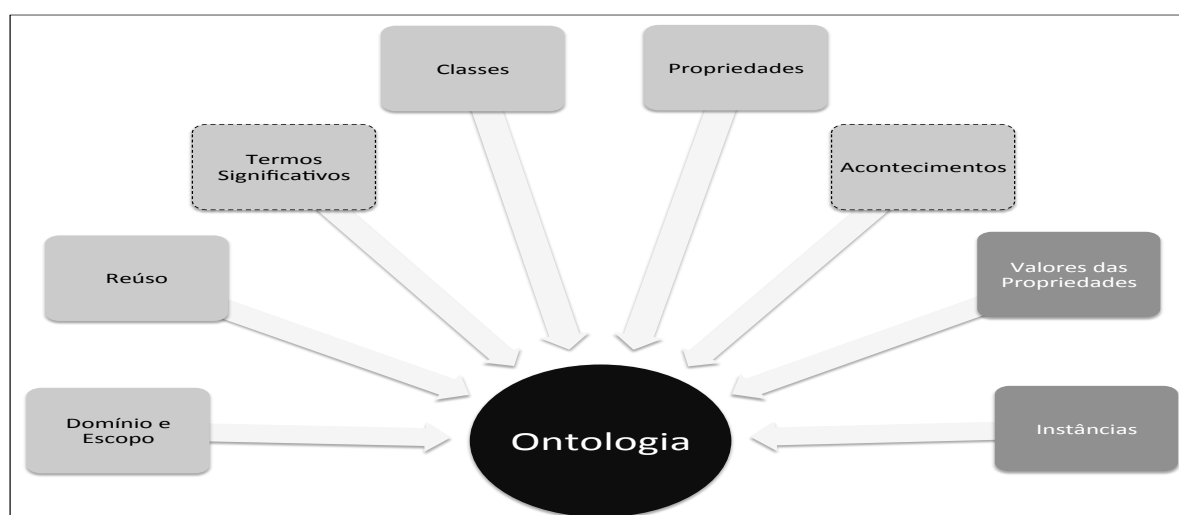 Classes
Propriedades
Termos
Significativos
Acontecimentos
Reúso
Valores das
Propriedades
Domínio e
Escopo
Ontologia
Instâncias